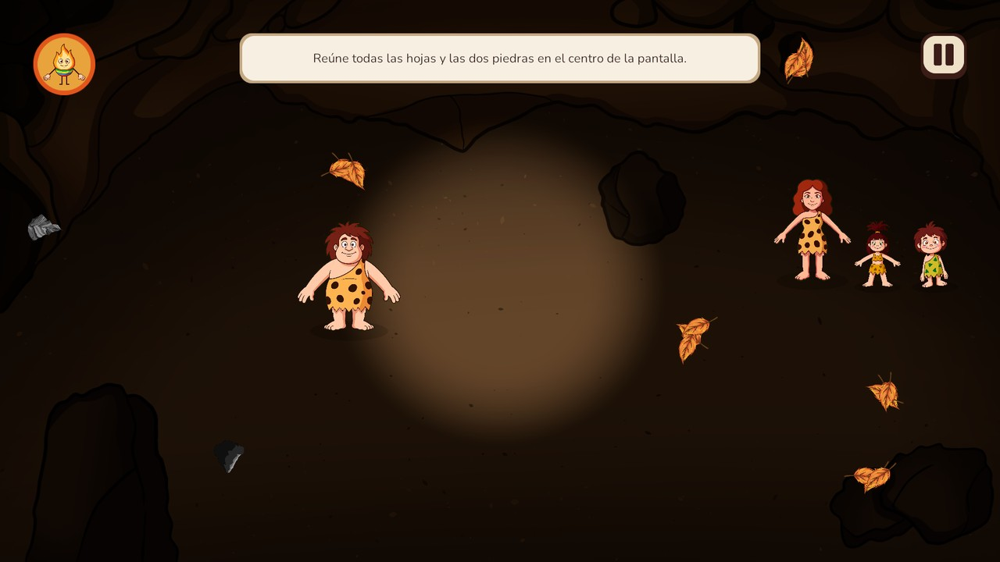 Reúne todas las hojas y las dos piedras en el centro de la pantalla.